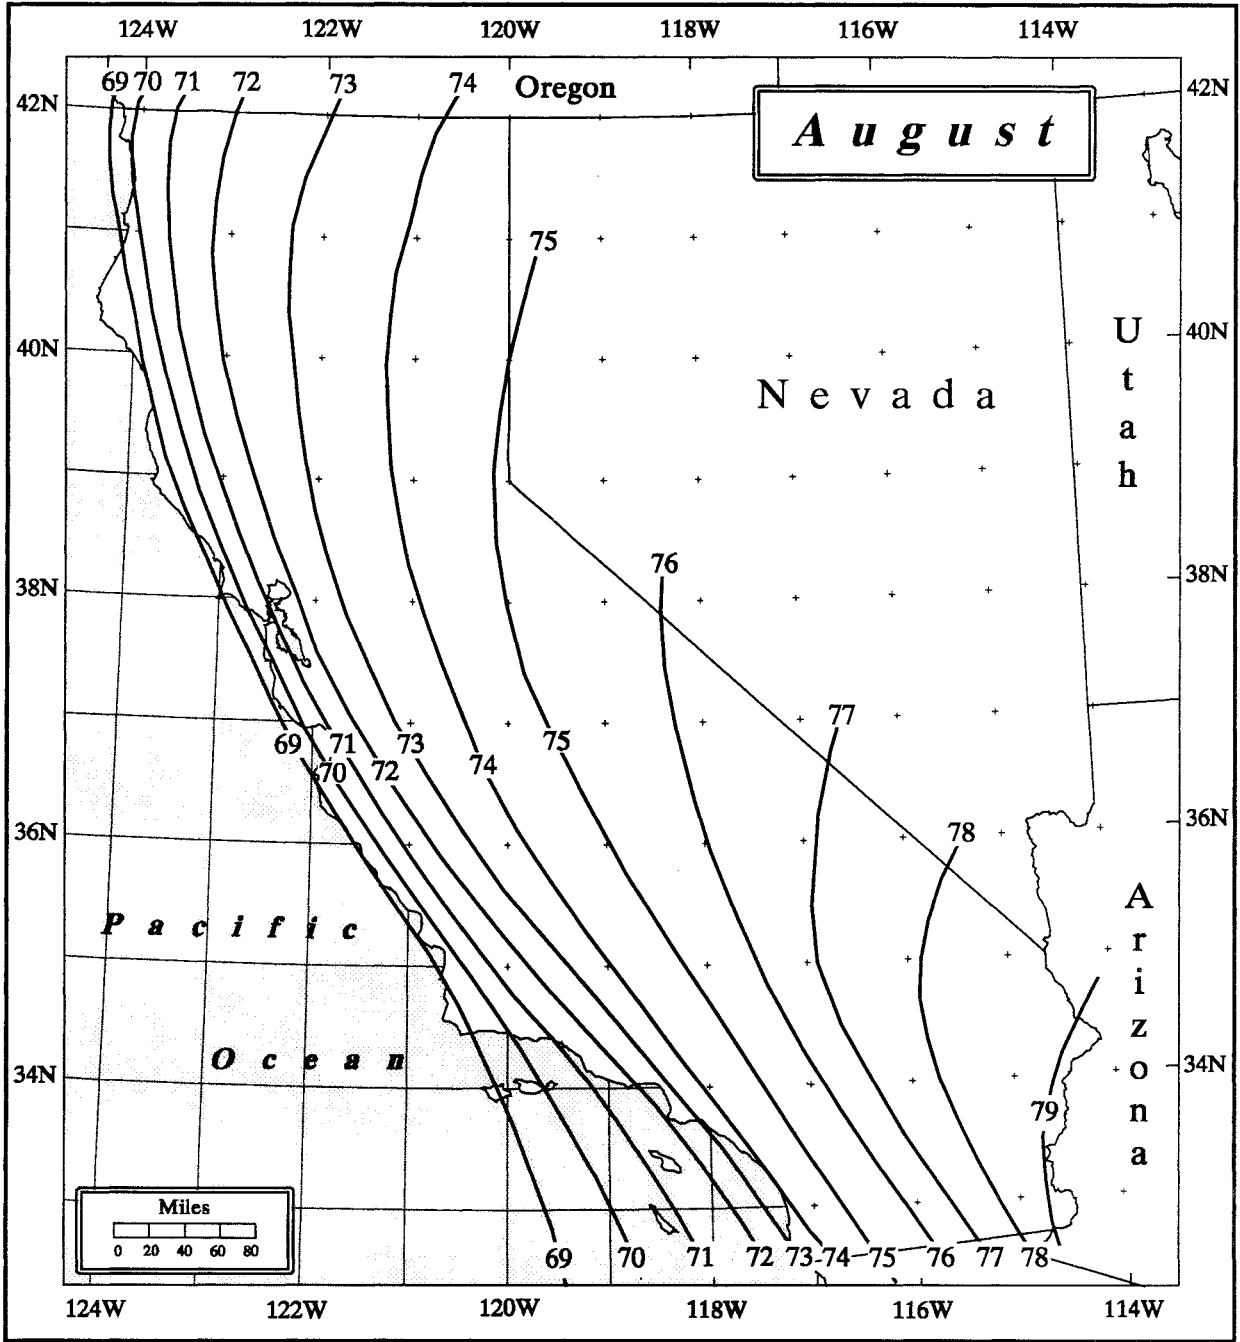 124W 122W 120W 118W 116W 114W
69 70 71 72 73 74 Oregon
42N 42N
August
75
Utah
40N 40N
Nevada
76
38N 38N
77
69 71 73 75
70 72 74
36N 36N
78
Arizona
Pacific
Ocean
34N 34N
79
Miles
0 20 40 60 80
69 70 71 72 73 74 75 76 77 78
124W 122W 120W 118W 116W 114W